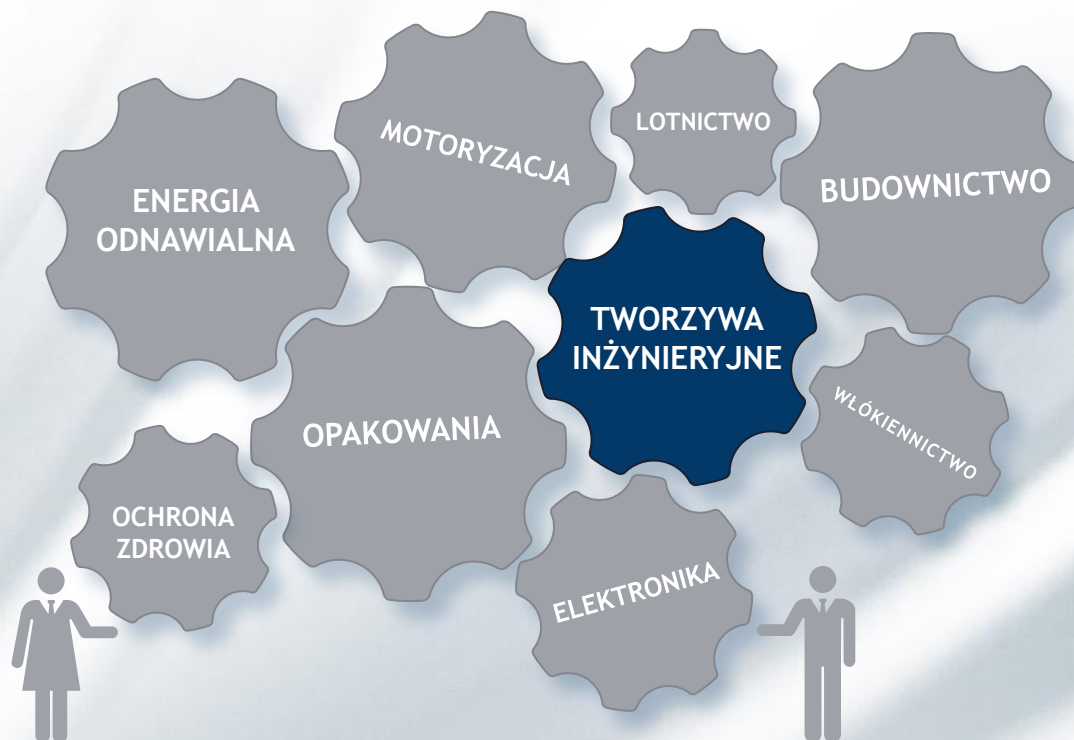 ENERGIA
ODNAWIALNA
MOTORYZACJA
LOTNICTWO
BUDOWNICTWO
TWORZYWA
INŻYNIERYJNE
OPAKOWANIA
WŁÓKIENNICTWO
OCHRONA
ZDROWIA
ELEKTRONIKA